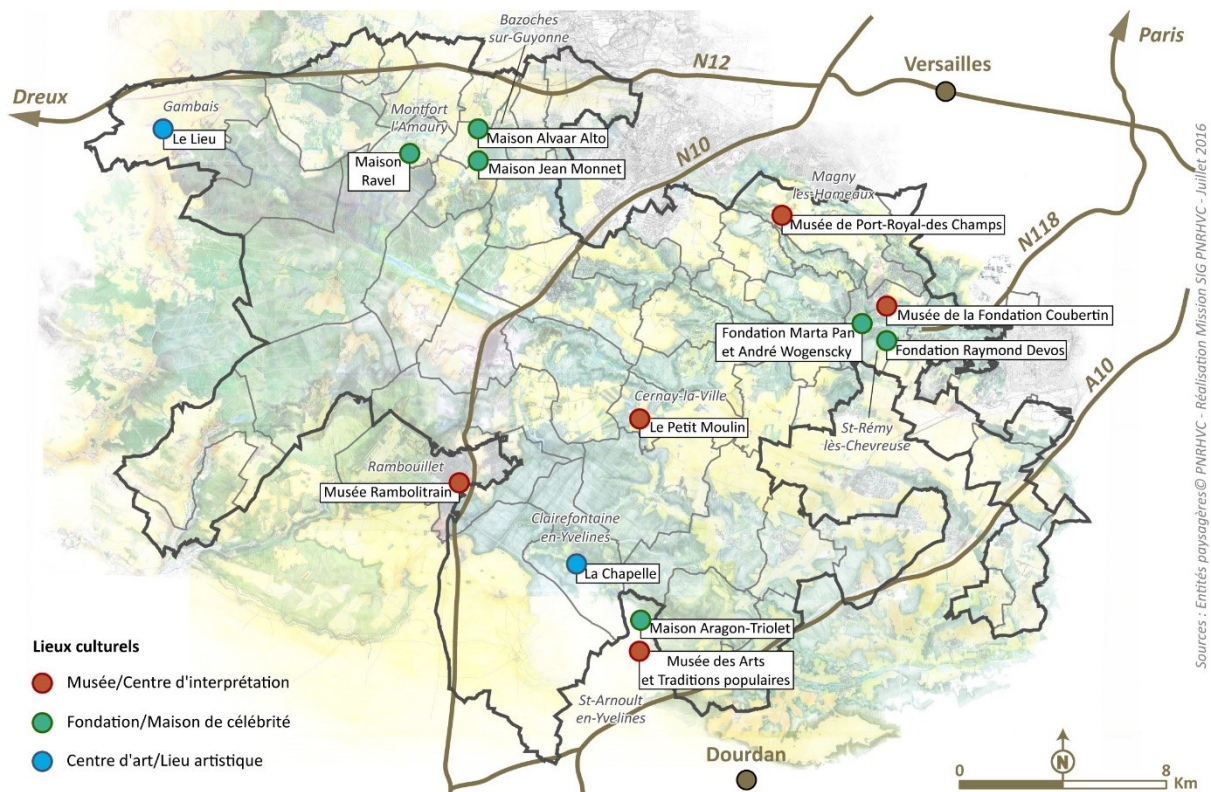 Bazoches
sur-Guyonne
Paris
N12
Versailles
Dreux
Gambais
Le Lieu
Montfort
l'Amaury
Maison Alvaar Alto
Maison
Ravel
Maison Jean Monnet
N10
Magny
les-Hameaux
Musée de Port-Royal-des Champs
N118
Musée de la Fondation Coubertin
Fondation Marta Pan
et André Wogenscky
Fondation Raymond Devos
A10
Cernay-la-Ville
Le Petit Moulin
St-Rémy
lès-Chevreuse
Rambouillet
Musée Rambolitrain
Clairefontaine
en-Yvelines
La Chapelle
Maison Aragon-Triolet
Musée des Arts
et Traditions populaires
St-Arnoult
en-Yvelines
Dourdan
Lieux culturels
Musée/Centre d'interprétation
Fondation/Maison de célébrité
Centre d'art/Lieu artistique
N
0 8
Km
Sources : Entités paysagères© PNRHVC - Réalisation Mission SIG PNRHVC - Juillet 2016